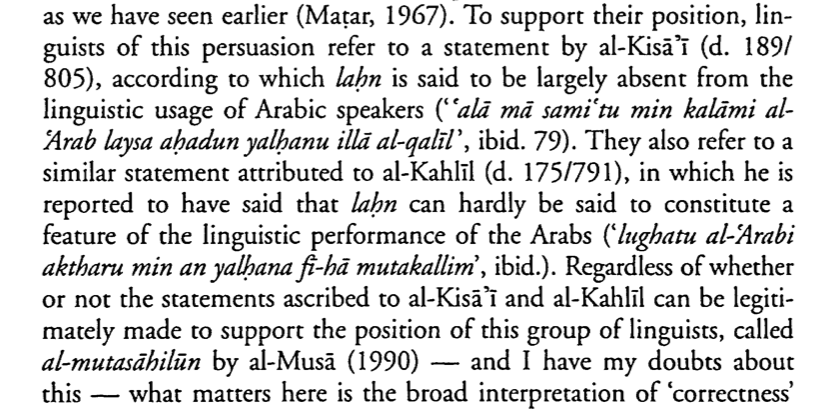 as we have seen earlier (Maṭar, 1967). To support their position, lin-
guists of this persuasion refer to a statement by al-Kisā’ī (d. 189/
805), according to which laḥn is said to be largely absent from the
linguistic usage of Arabic speakers (‘‘alā mā sami‘tu min kalāmi al-
‘Arab laysa aḥadun yalḥanu illā al-qalīl’, ibid. 79). They also refer to a
similar statement attributed to al-Kahlīl (d. 175/791), in which he is
reported to have said that laḥn can hardly be said to constitute a
feature of the linguistic performance of the Arabs (‘lughatu al-‘Arabi
aktharu min an yalḥana fī-hā mutakallim’, ibid.). Regardless of whether
or not the statements ascribed to al-Kisā’ī and al-Kahlīl can be legiti-
mately made to support the position of this group of linguists, called
al-mutasāhilūn by al-Musā (1990) — and I have my doubts about
this — what matters here is the broad interpretation of ‘correctness’